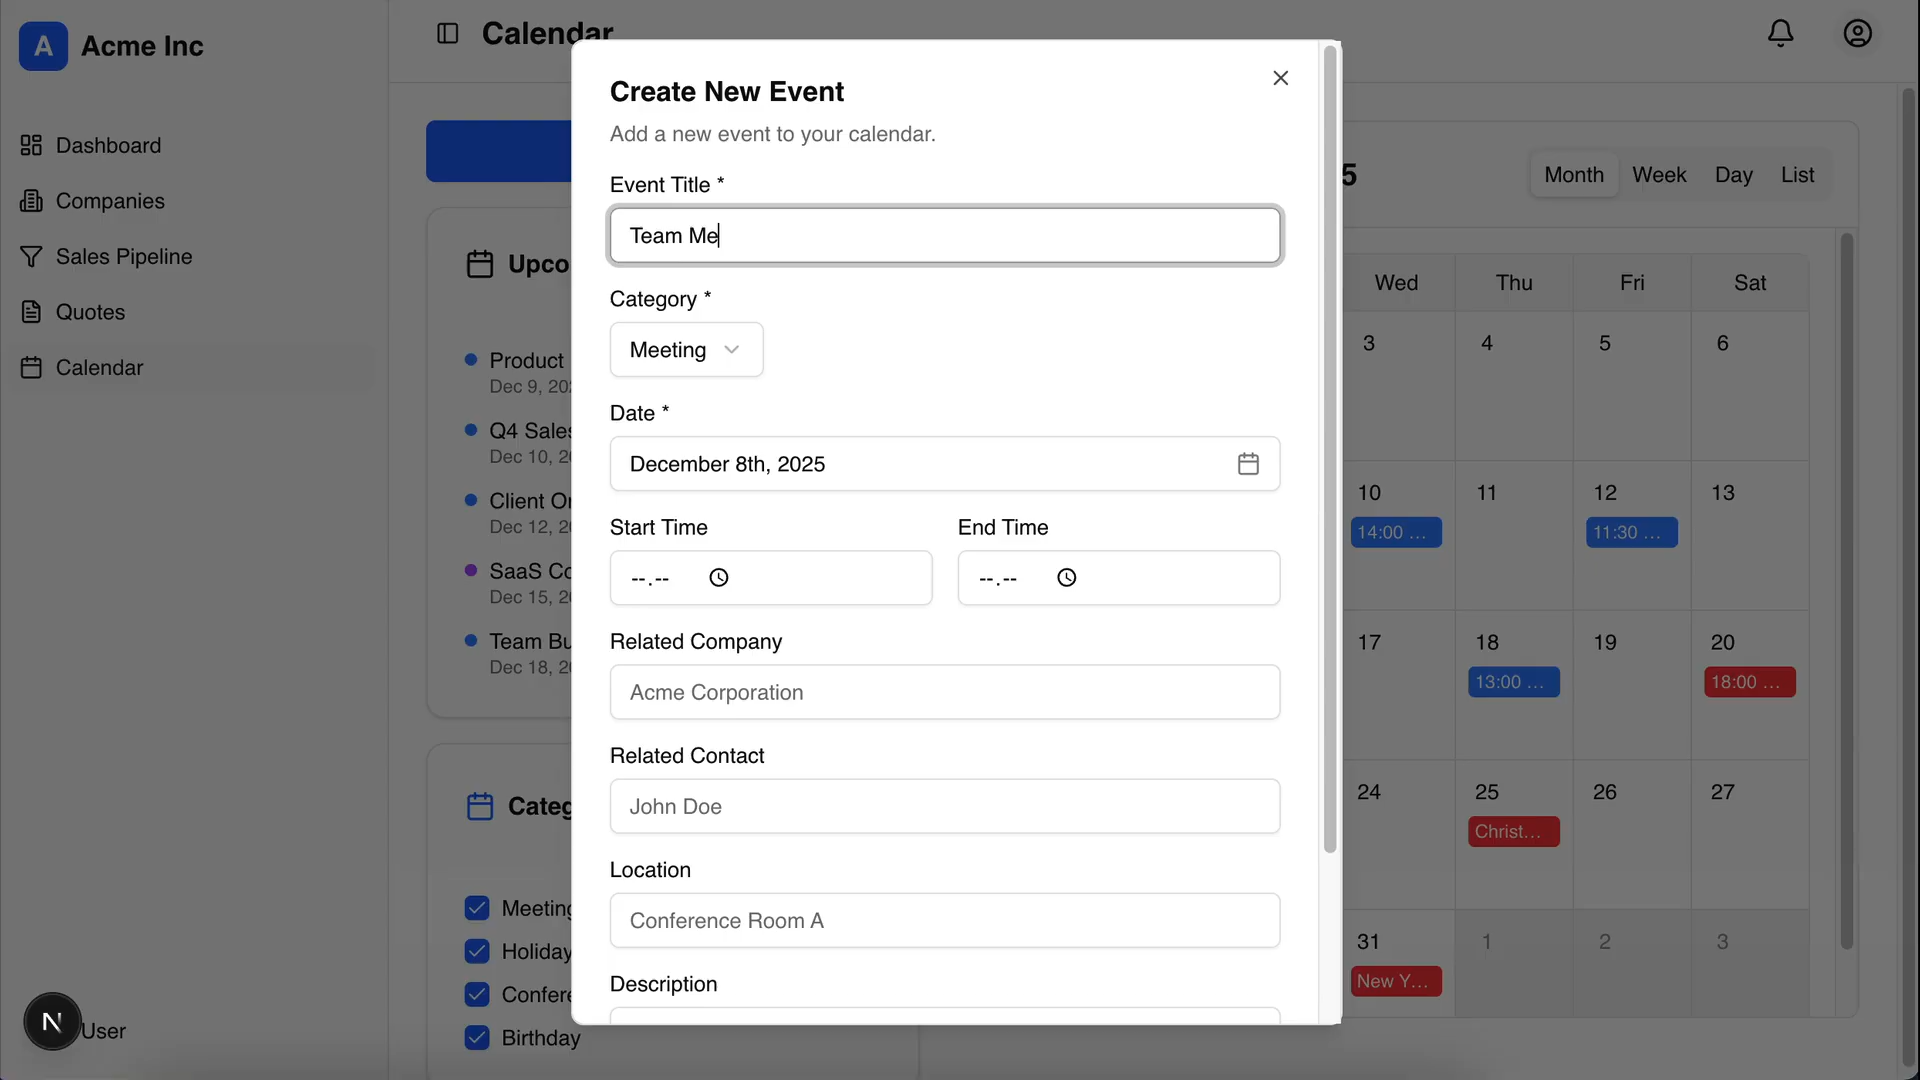 A Acme Inc
Dashboard
Companies
Sales Pipeline
Quotes
Calendar
N User
Calendar
Upco
Product
Dec 9, 202
Q4 Sales
Dec 10, 2
Client
Dec 12, 2
SaaS
Dec 15, 2
Team
Dec 18, 2
Categ
Meeting
Holiday
Confere
Birthday
Create New Event
Add a new event to your calendar.
Event Title *
Team Me
Category *
Meeting
Date *
December 8th, 2025
Start Time End Time
--.-- --.--
Related Company
Acme Corporation
Related Contact
John Doe
Location
Conference Room A
Description
5 Month Week Day List
Wed Thu Fri Sat
3 4 5 6
10 11 12 13
14:00 ... 11:30 ...
17 18 19 20
13:00 ... 18:00 ...
24 25 26 27
Christ...
31 1 2 3
New Y...